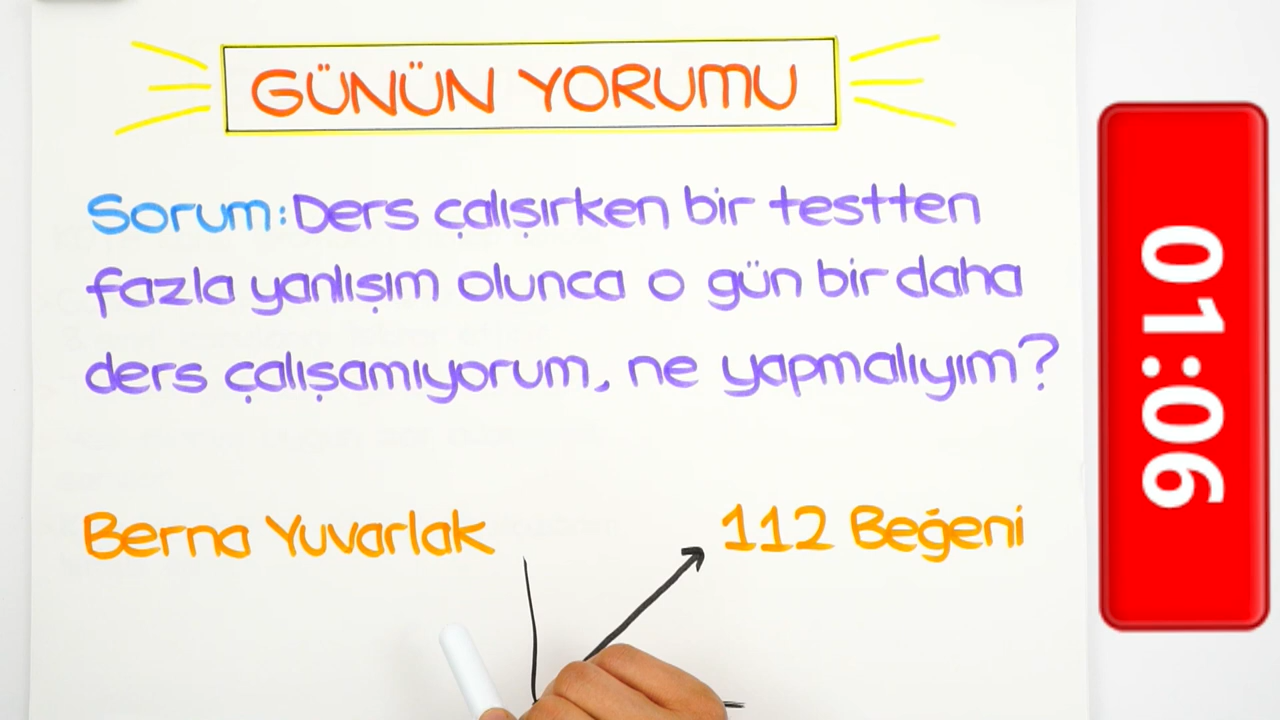 GÜNÜN YORUMU
Sorum: Ders çalışırken bir testten
fazla yanlışım olunca o gün bir daha
ders çalışamıyorum, ne yapmalıyım?
Berna Yuvarlak 112 Beğeni
01:06